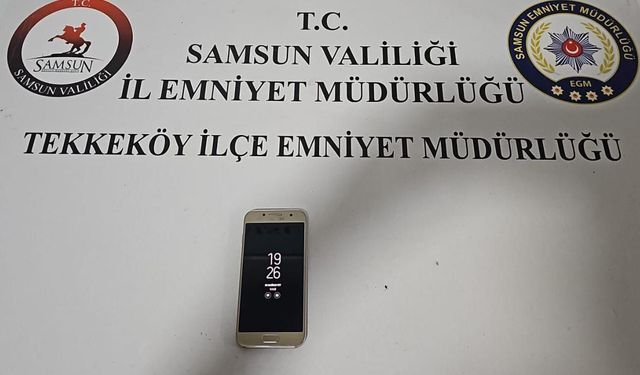 T.C.
SAMSUN VALİLİĞİ
İL EMNİYET MÜDÜRLÜĞÜ
TEKKEKÖY İLÇE EMNİYET MÜDÜRLÜĞÜ
T.C.
SAMSUN
SAMSUN VALİLİĞİ
SAMSUN EMNİYET MÜDÜRLÜĞÜ
EGM
19
26